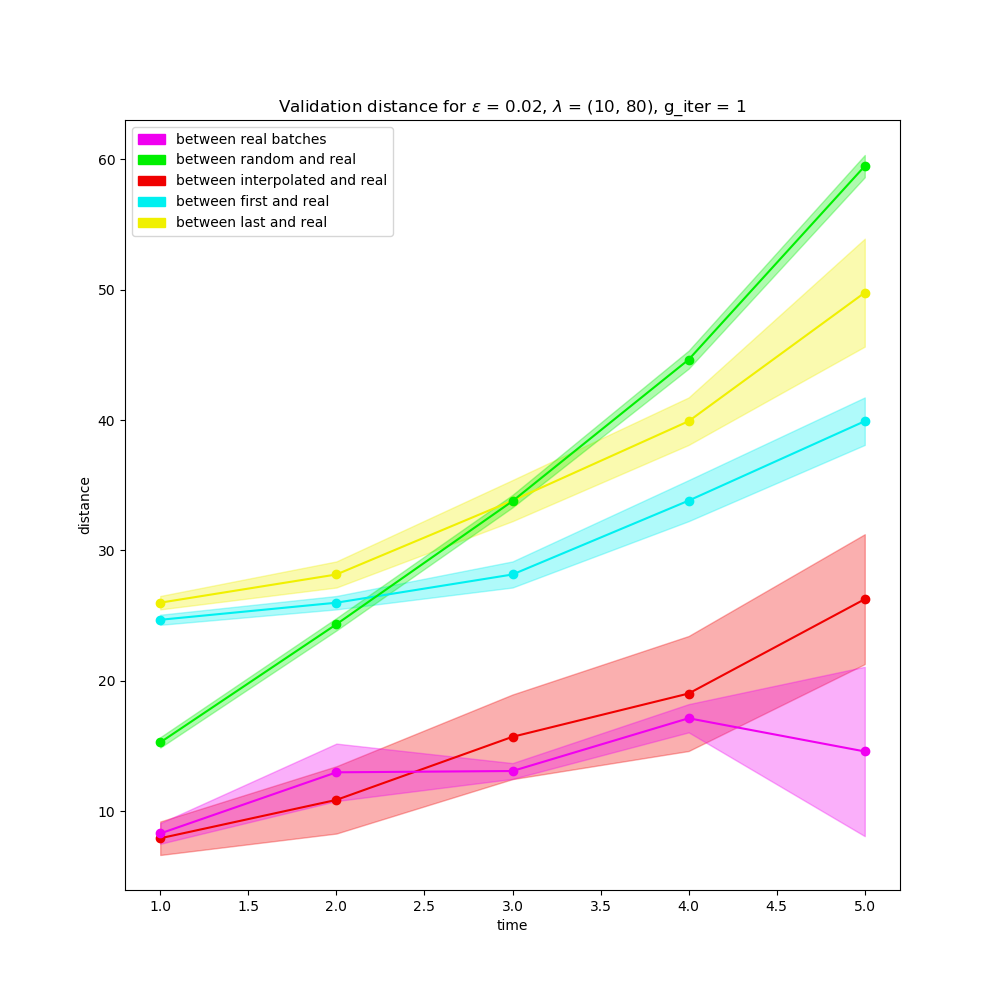 Validation distance for ε = 0.02, λ = (10, 80), g_iter = 1
between real batches
between random and real
between interpolated and real
between first and real
between last and real
60
50
40
30
20
10
distance
1.0 1.5 2.0 2.5 3.0 3.5 4.0 4.5 5.0
time